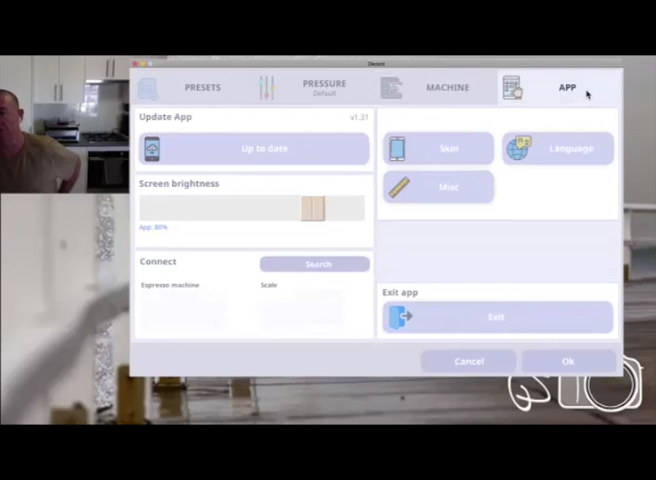 Decent
PRESETS
PRESSURE
Default
MACHINE
APP
Update App
v1.31
Up to date
Skin
Language
Misc
Screen brightness
App: 80%
Connect
Search
Espresso machine
Scale
Exit app
Exit
Cancel
Ok